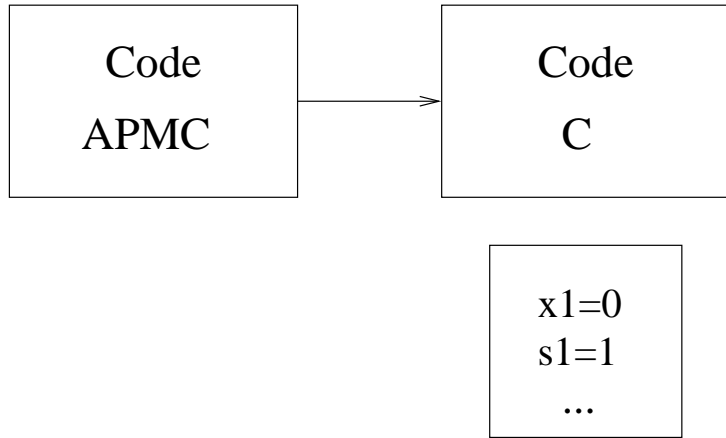 Code
APMC
Code
C
x1=0
s1=1
...